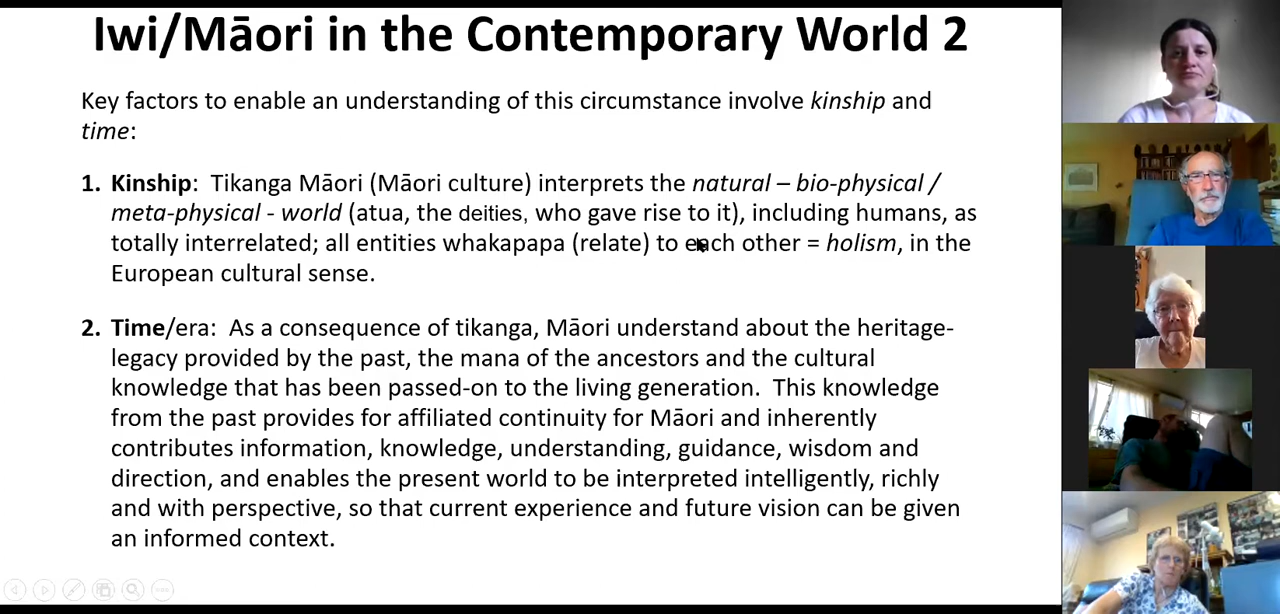 Iwi/Māori in the Contemporary World 2
Key factors to enable an understanding of this circumstance involve kinship and
time:
1. Kinship: Tikanga Māori (Māori culture) interprets the natural – bio-physical /
meta-physical - world (atua, the deities, who gave rise to it), including humans, as
totally interrelated; all entities whakapapa (relate) to each other = holism, in the
European cultural sense.
2. Time/era: As a consequence of tikanga, Māori understand about the heritage-
legacy provided by the past, the mana of the ancestors and the cultural
knowledge that has been passed-on to the living generation. This knowledge
from the past provides for affiliated continuity for Māori and inherently
contributes information, knowledge, understanding, guidance, wisdom and
direction, and enables the present world to be interpreted intelligently, richly
and with perspective, so that current experience and future vision can be given
an informed context.